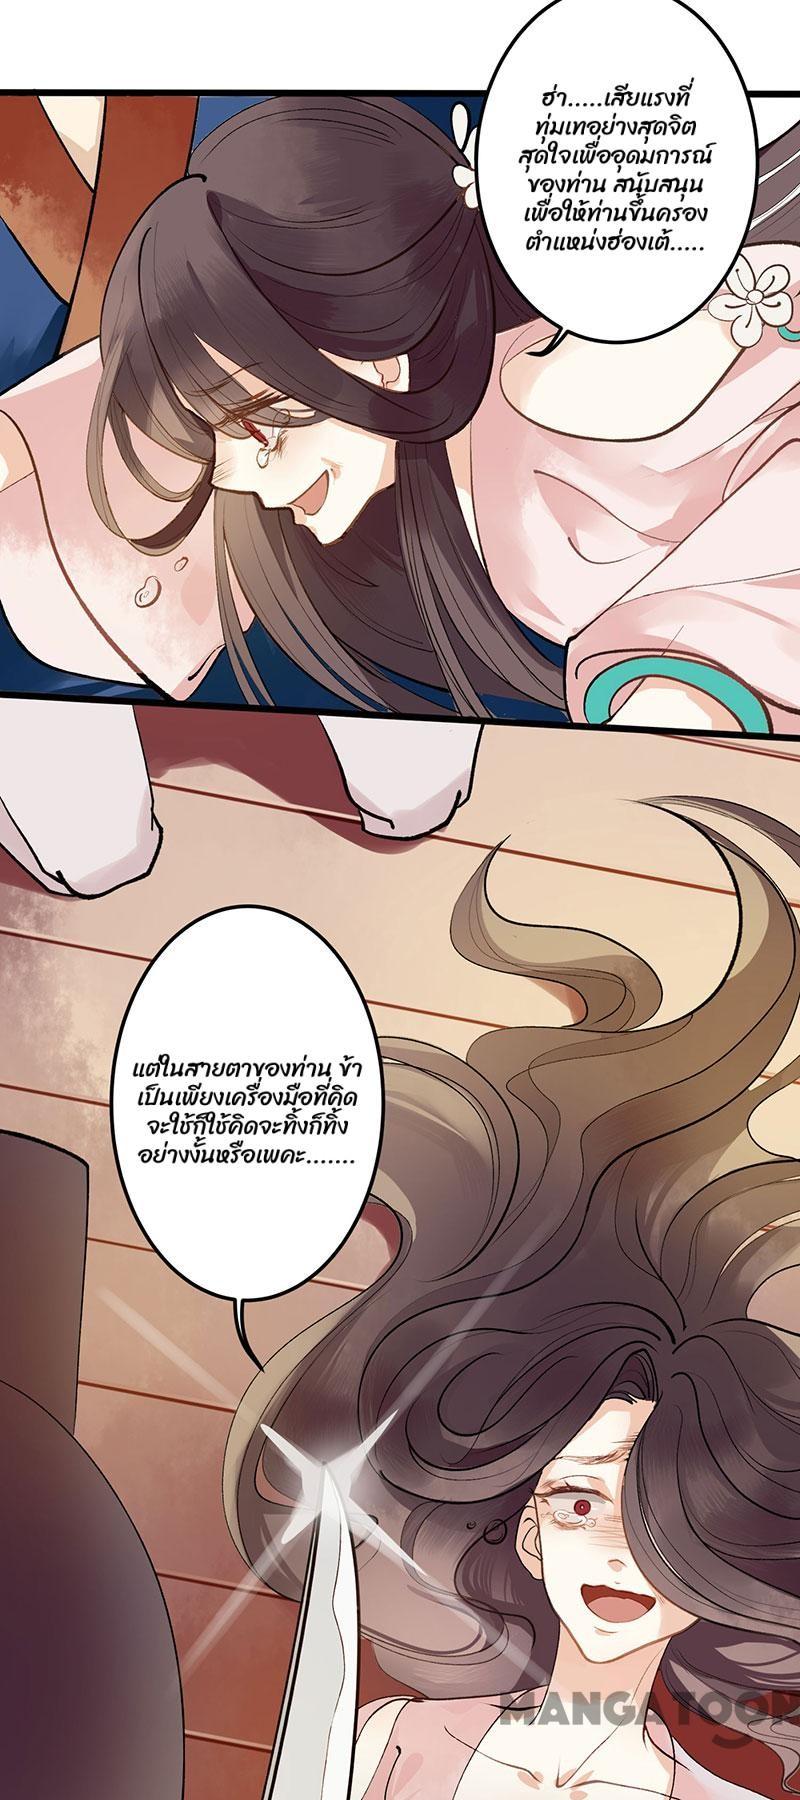 ฮ่า.....เสียแรงที่
ทุ่มเทอย่างสุดจิต
สุดใจเพื่ออุดมการณ์
ของท่าน สนับสนุน
เพื่อให้ท่านขึ้นครอง
ตำแหน่งฮ่องเต้.....
แต่ในสายตาของท่าน ข้า
เป็นเพียงเครื่องมือที่คิด
จะใช้ก็ใช้คิดจะทิ้งก็ทิ้ง
อย่างงั้นหรือเพคะ.......
MANGATOON